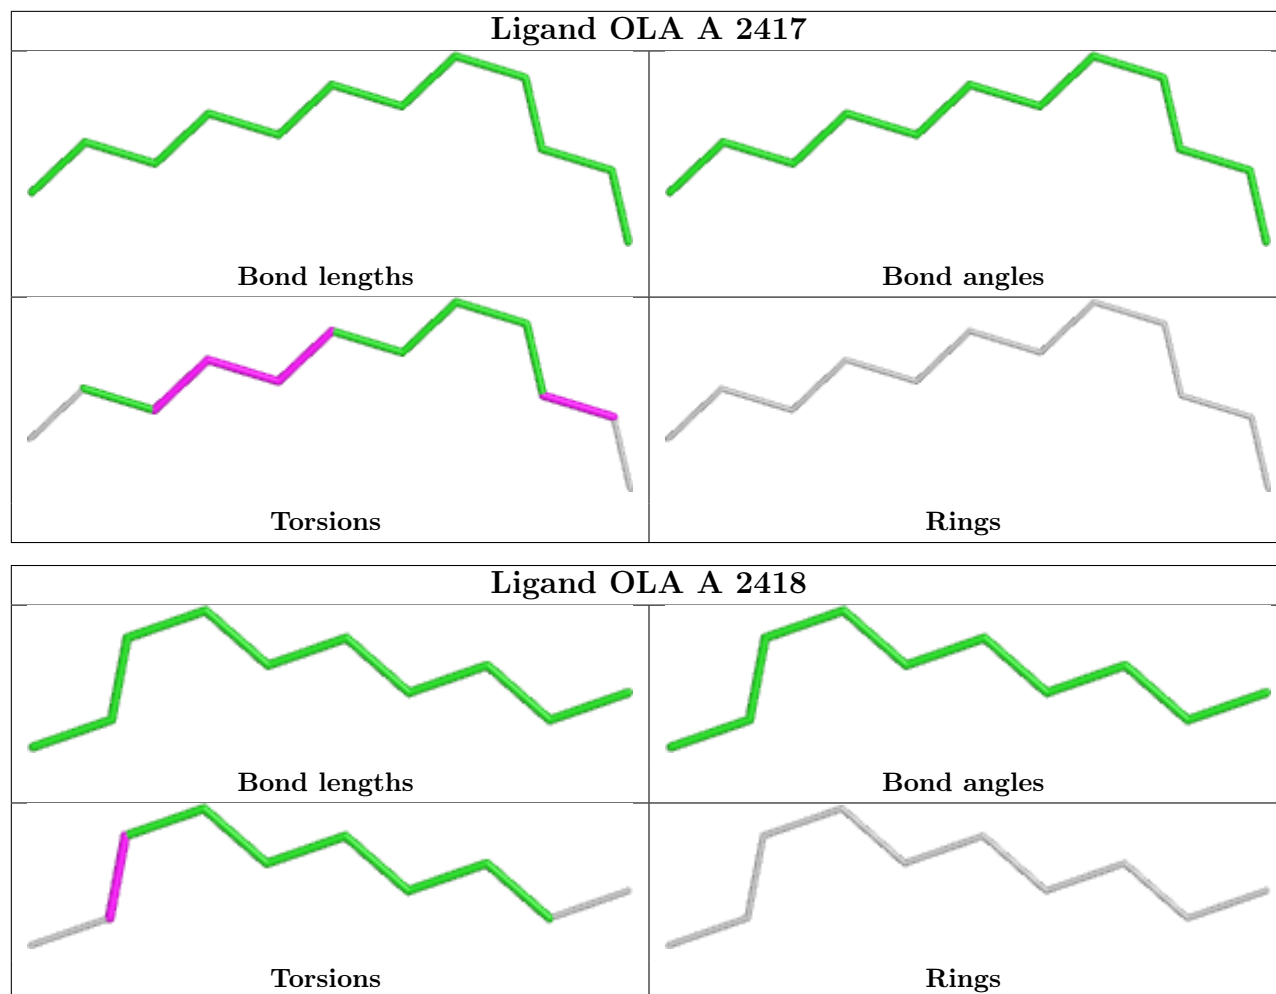 Ligand OLA A 2417
Bond lengths
Bond angles
Torsions
Rings
Ligand OLA A 2418
Bond lengths
Bond angles
Torsions
Rings